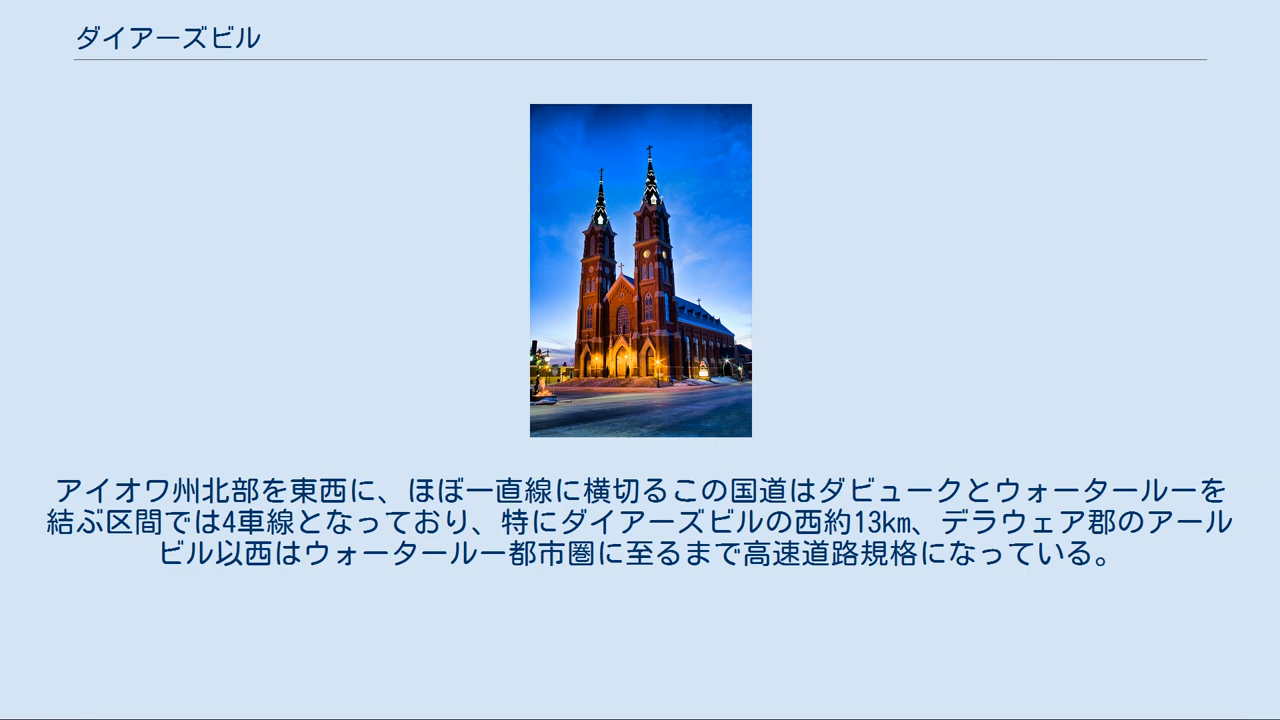 ダイアーズビル
アイオワ州北部を東西に、ほぼ一直線に横切るこの国道はダビュークとウォータールーを
結ぶ区間では4車線となっており、特にダイアーズビルの西約13km、デラウェア郡のアール
ビル以西はウォータールー都市圏に至るまで高速道路規格になっている。